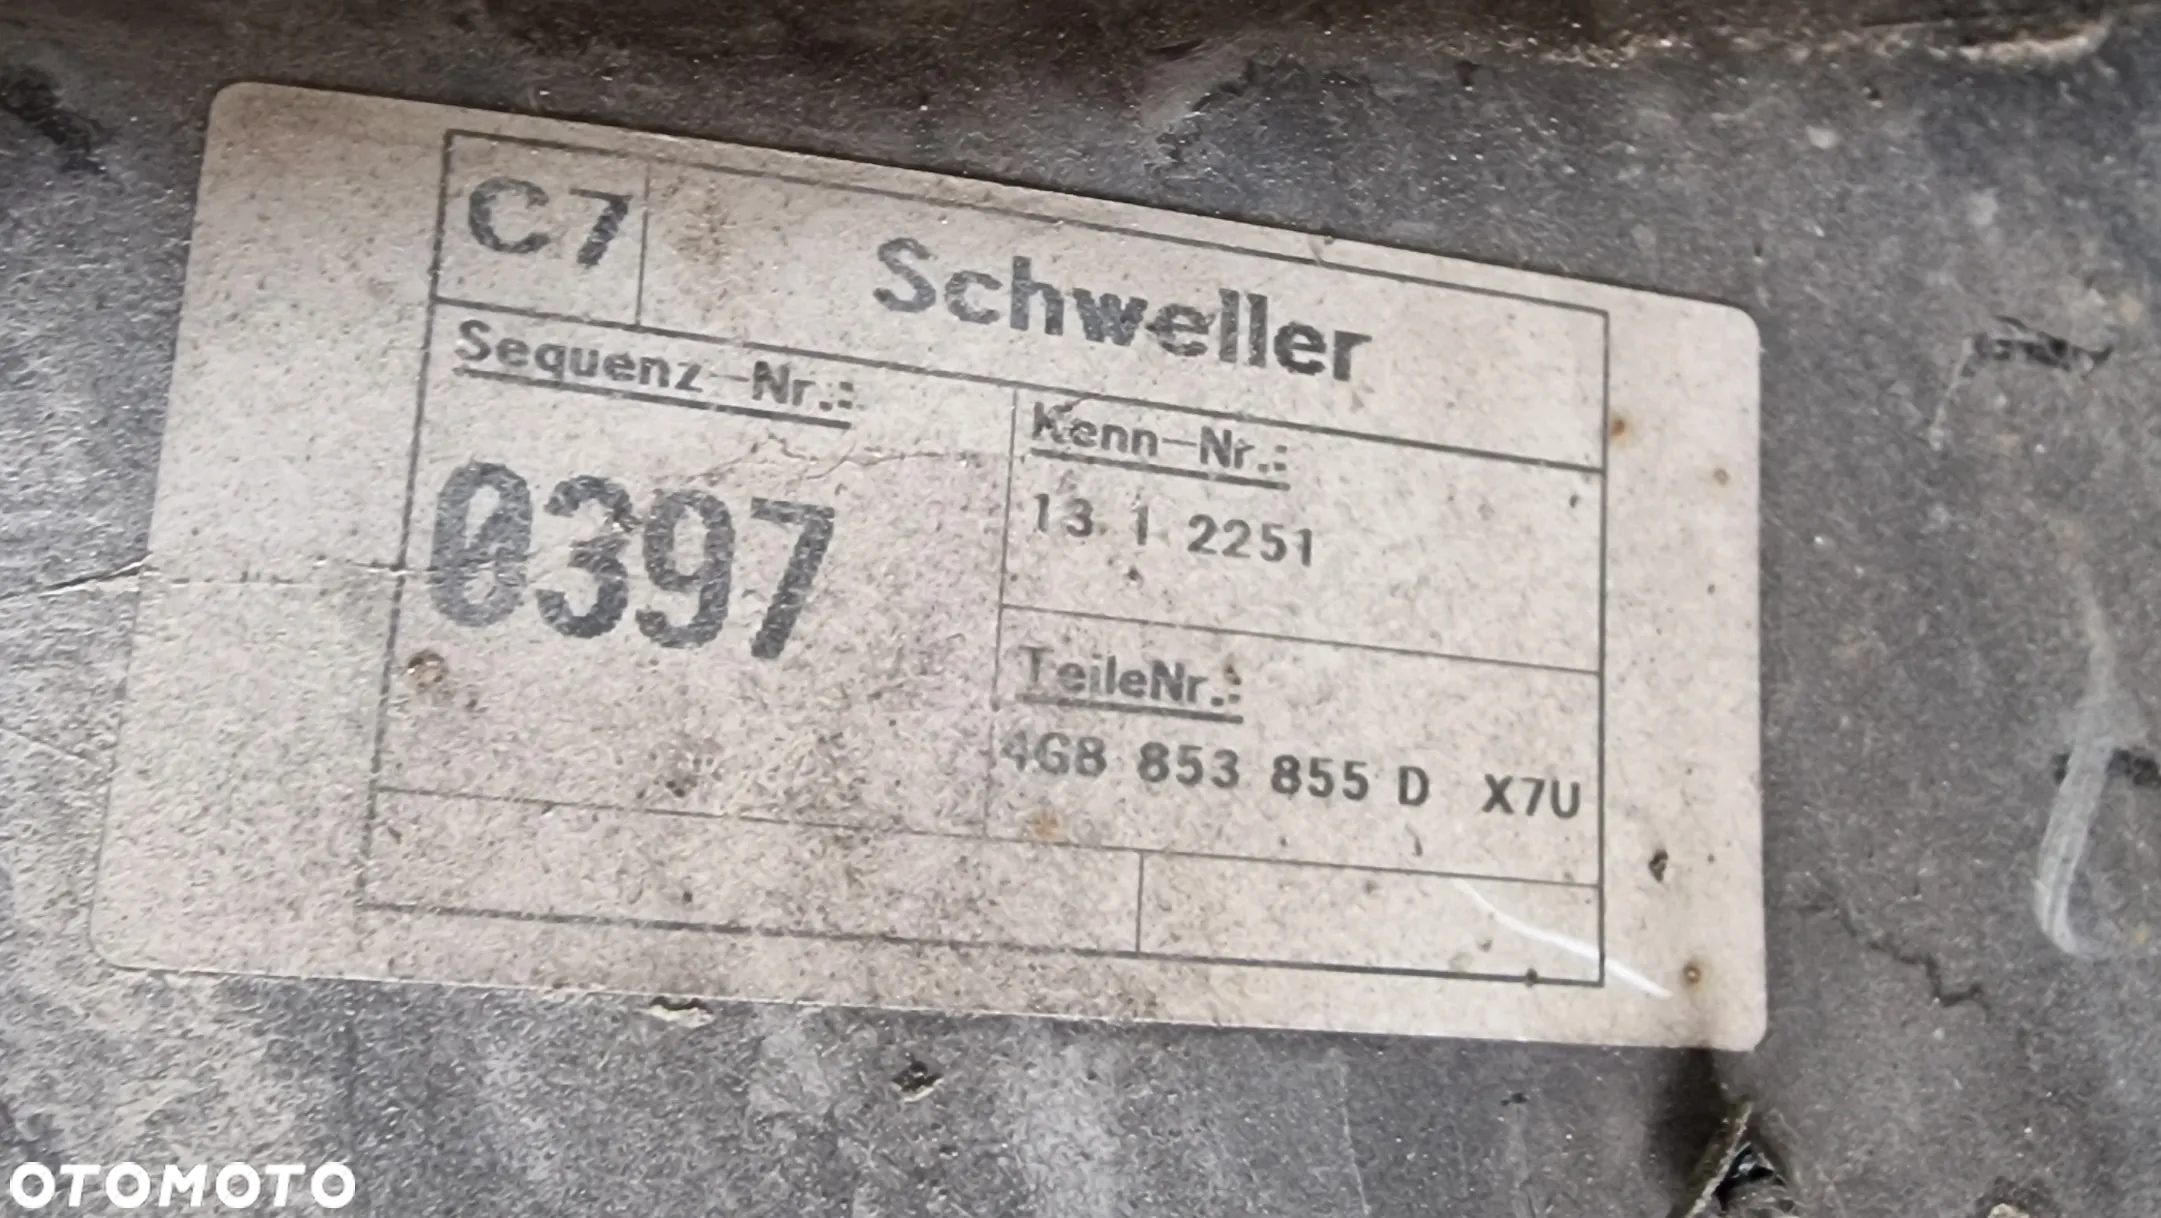 C7 Schweller
Sequenz-Nr.:
0397
Kenn-Nr.:
13 1 2251
TeileNr.:
4G8 853 855 D X7U
OTOMOTO